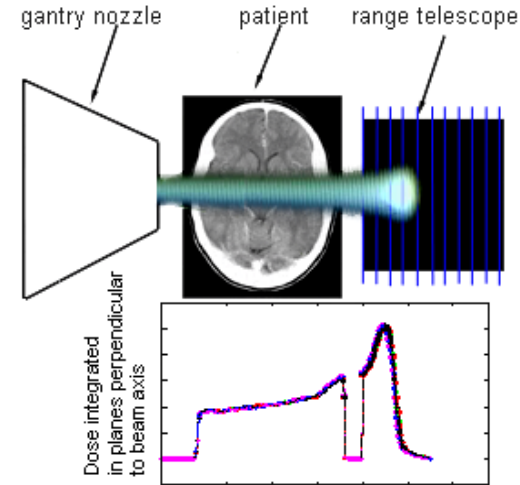 gantry nozzle
patient
range telescope
Dose integrated
in planes perpendicular
to beam axis